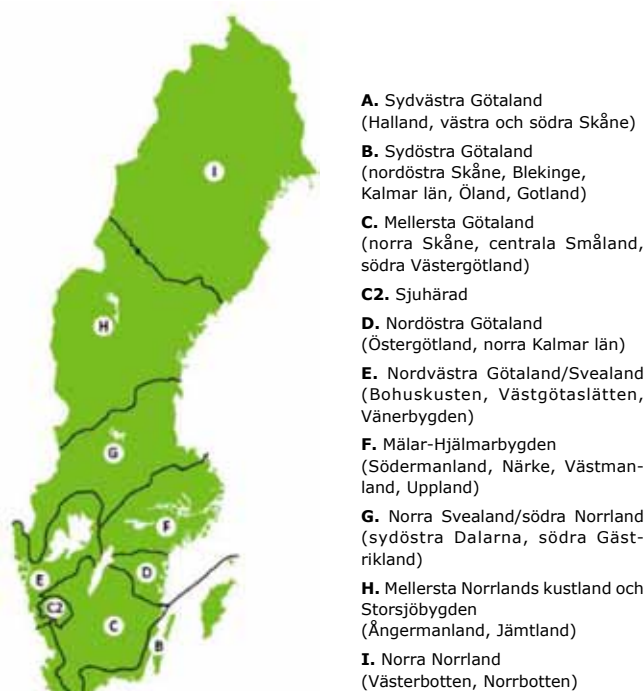 I
H
G
F
E
D
C2
C
B
A. Sydvästra Götaland
(Halland, västra och södra Skåne)
B. Sydöstra Götaland
(nordöstra Skåne, Blekinge,
Kalmar län, Öland, Gotland)
C. Mellersta Götaland
(norra Skåne, centrala Småland,
södra Västergötland)
C2. Sjuhärad
D. Nordöstra Götaland
(Östergötland, norra Kalmar län)
E. Nordvästra Götaland/Svealand
(Bohuskusten, Västgötaslätten,
Vänerbygden)
F. Mälar-Hjälmarbygden
(Södermanland, Närke, Västman-
land, Uppland)
G. Norra Svealand/södra Norrland
(sydöstra Dalarna, södra Gäst-
rikland)
H. Mellersta Norrlands kustland och
Storsjöbygden
(Ångermanland, Jämtland)
I. Norra Norrland
(Västerbotten, Norrbotten)